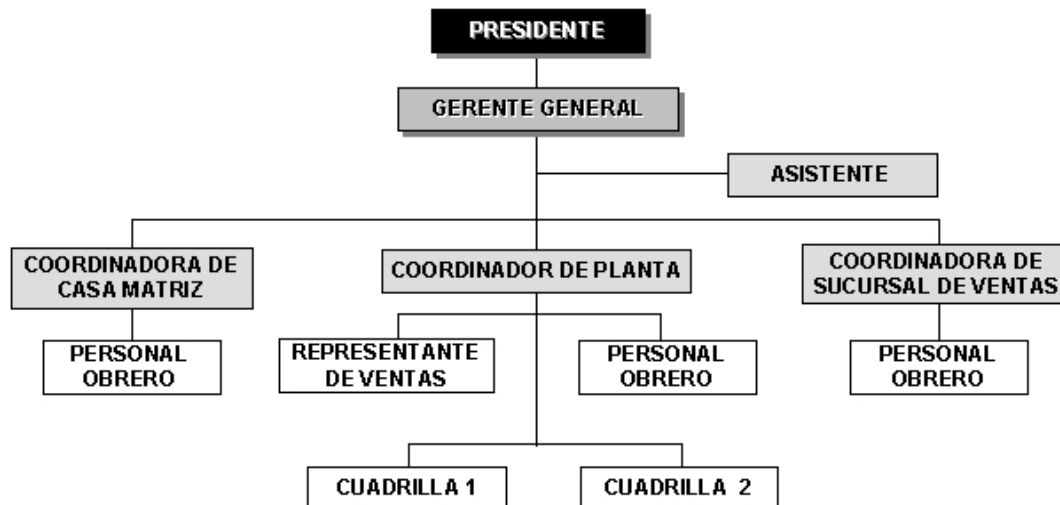 PRESIDENTE
GERENTE GENERAL
ASISTENTE
COORDINADORA DE
CASA MATRIZ
COORDINADOR DE PLANTA
COORDINADORA DE
SUCURSAL DE VENTAS
PERSONAL
OBRERO
REPRESENTANTE
DE VENTAS
PERSONAL
OBRERO
PERSONAL
OBRERO
CUADRILLA 1
CUADRILLA 2